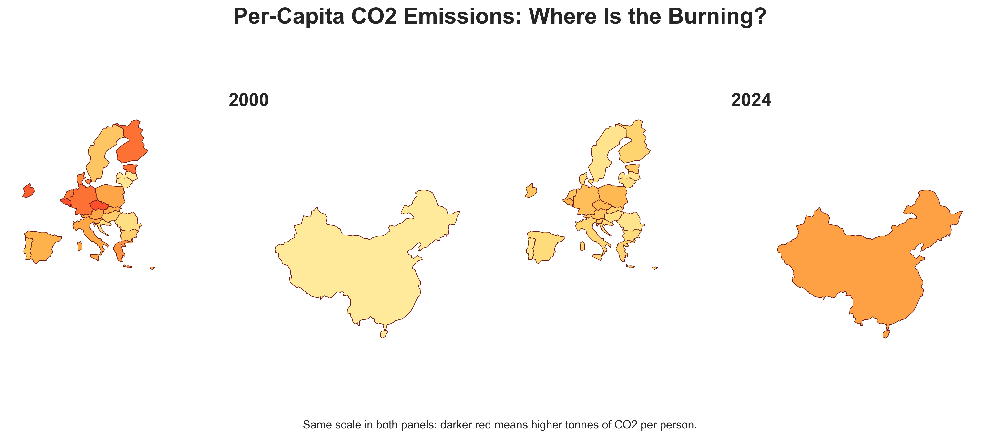 Per-Capita CO2 Emissions: Where Is the Burning?
2000
2024
Same scale in both panels: darker red means higher tonnes of CO2 per person.